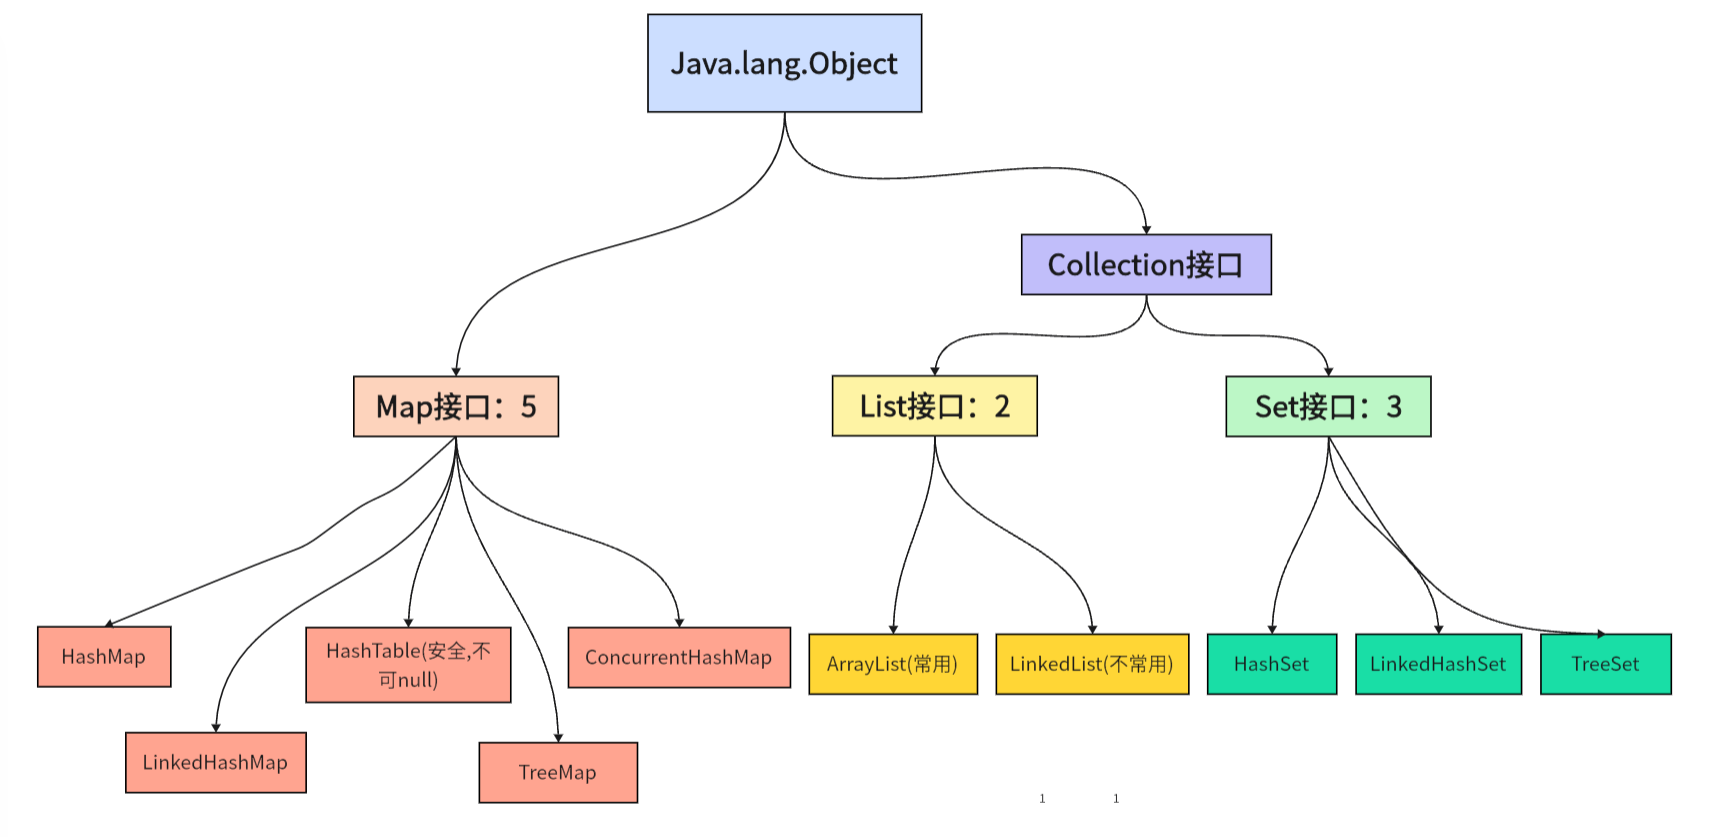 Java.lang.Object
Collection接口
Map接口：5
List接口：2
Set接口：3
HashMap
HashTable(安全,不
可null)
ConcurrentHashMap
ArrayList(常用)
LinkedList(不常用)
HashSet
LinkedHashSet
TreeSet
LinkedHashMap
TreeMap
1
1